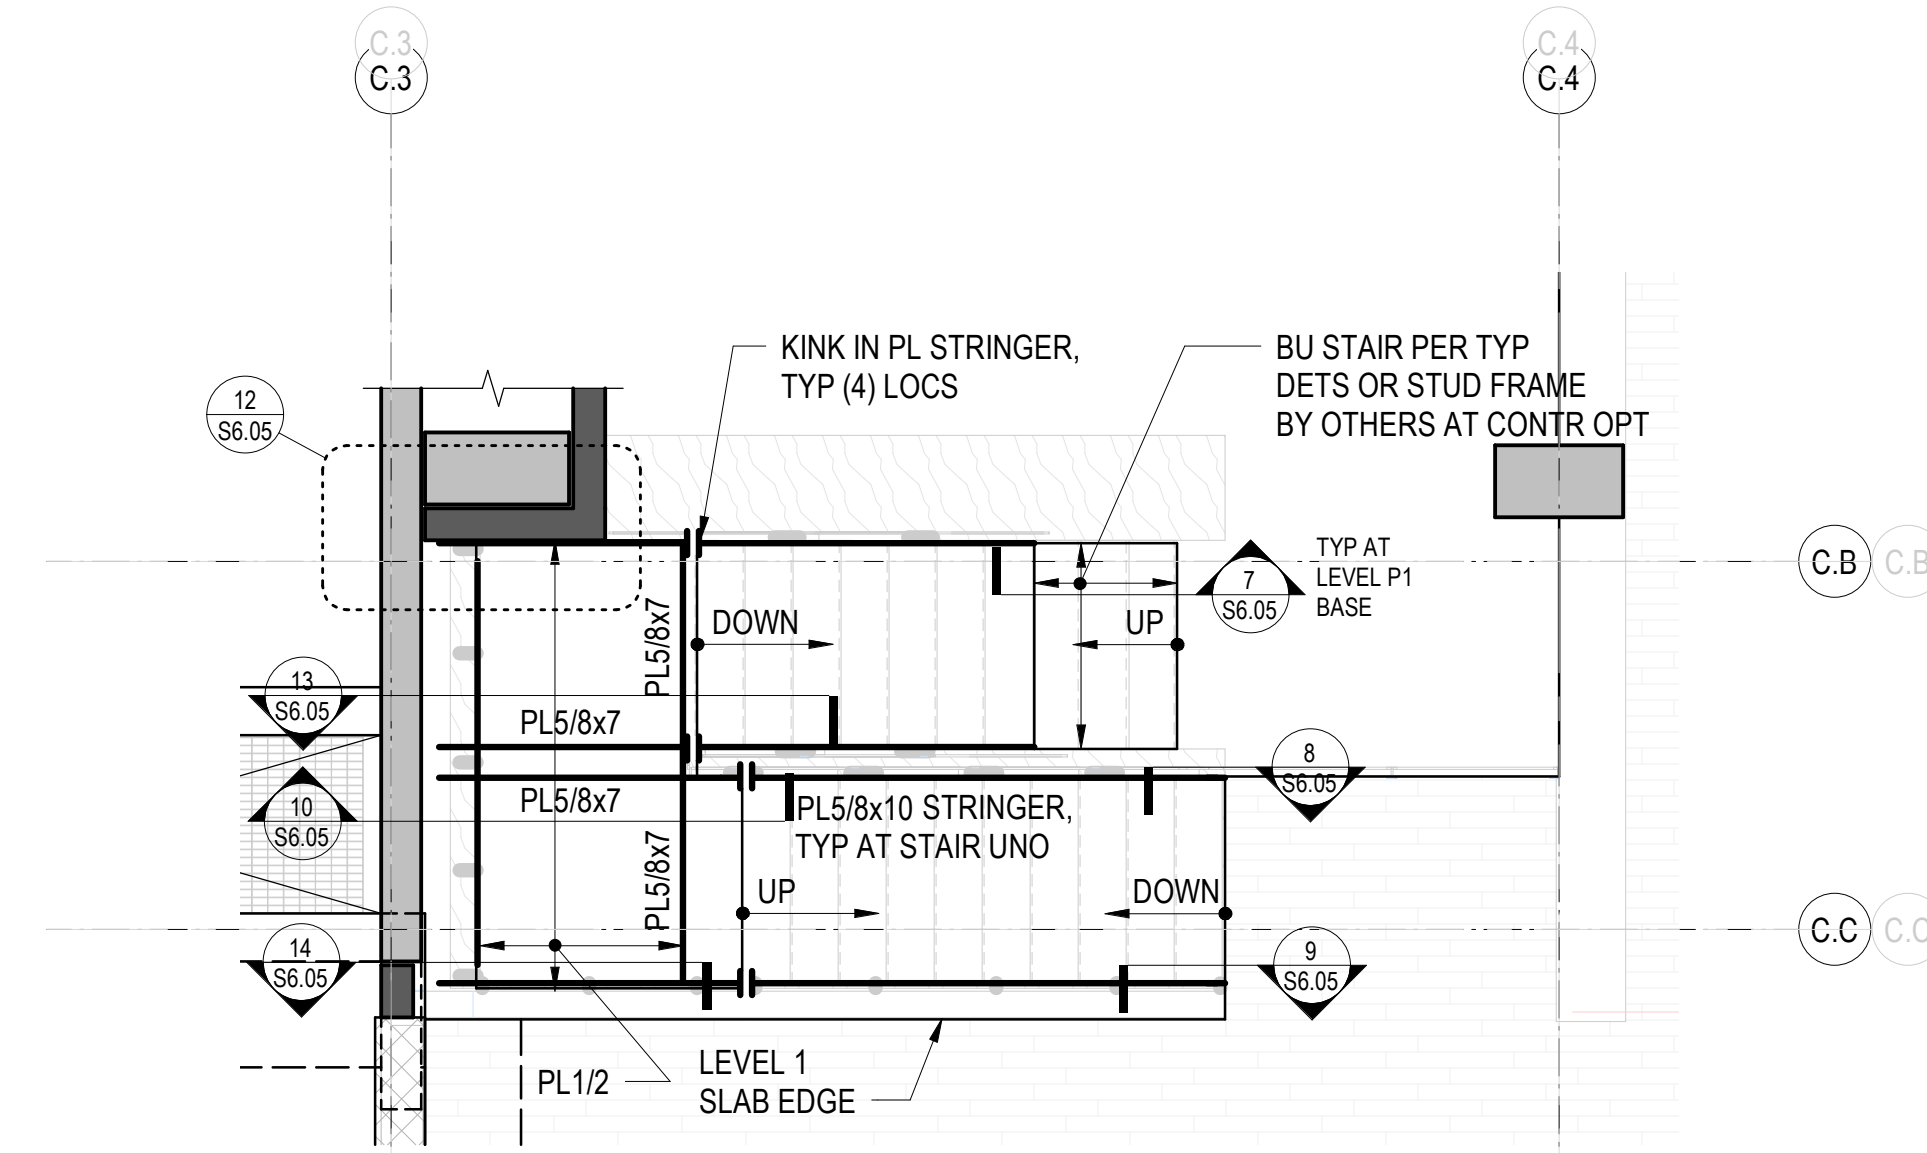 C.3
C.4
C.3
C.4
KINK IN PL STRINGER,
TYP (4) LOCS
BU STAIR PER TYP
DETS OR STUD FRAME
BY OTHERS AT CONTR OPT
12
S6.05
TYP AT
LEVEL P1
BASE
7
S6.05
C.B
C.B
PL5/8x7
DOWN
UP
13
S6.05
PL5/8x7
8
S6.05
10
S6.05
PL5/8x7
PL5/8x10 STRINGER,
TYP AT STAIR UNO
PL5/8x7
UP
DOWN
C.C
C.C
14
S6.05
9
S6.05
PL1/2
LEVEL 1
SLAB EDGE